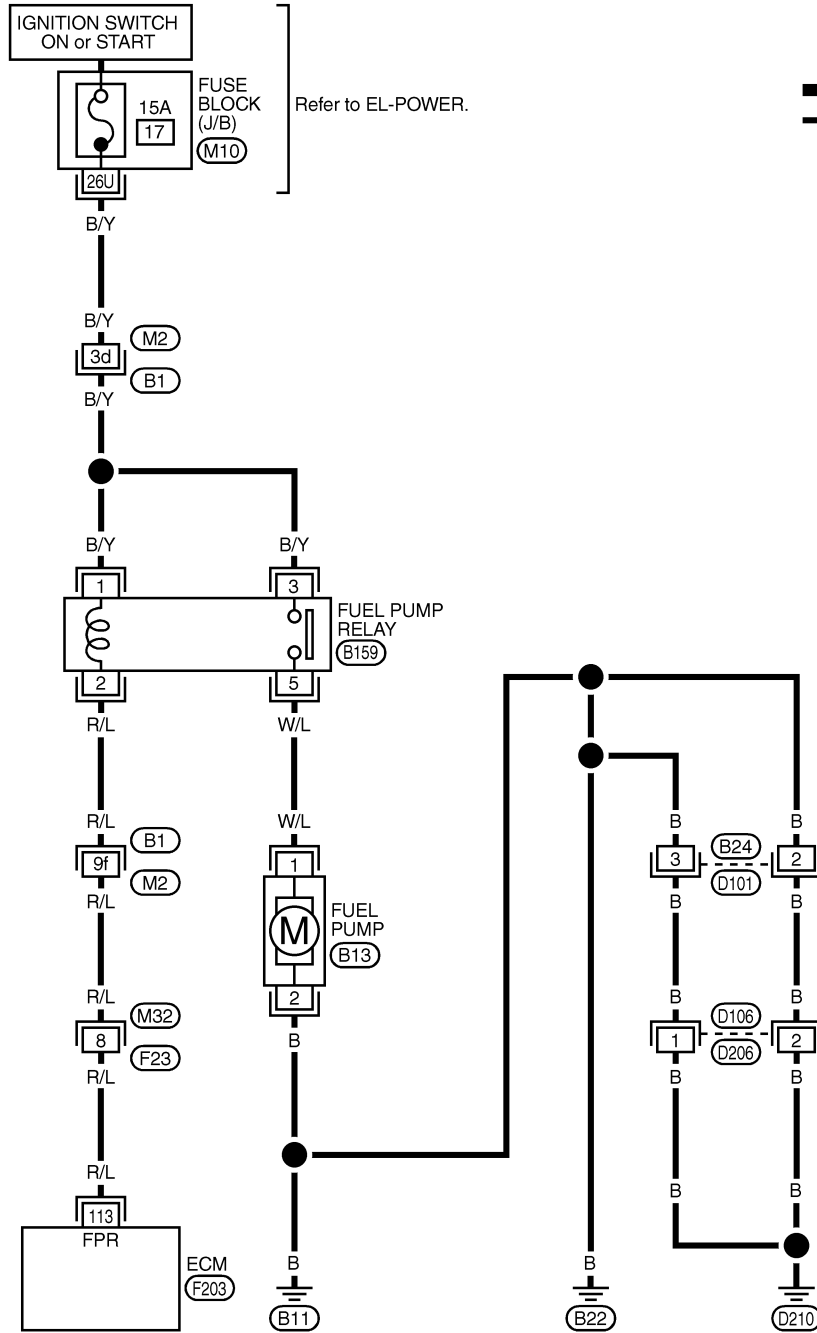 IGNITION SWITCH
ON or START
FUSE
BLOCK
(J/B)
M10
15A
17
Refer to EL-POWER.
26U
B/Y
B/Y
M2
3d
B1
B/Y
B/Y
B/Y
1
3
FUEL PUMP
RELAY
B159
2
5
R/L
W/L
R/L
W/L
B1
9f
M2
R/L
1
M
FUEL
PUMP
B13
2
B
R/L
M32
8
F23
R/L
R/L
113
FPR
ECM
F203
B
B11
B
B22
B
B
3
B24
2
D101
B
B
B
B
1
D106
2
D206
B
B
B
B
D210